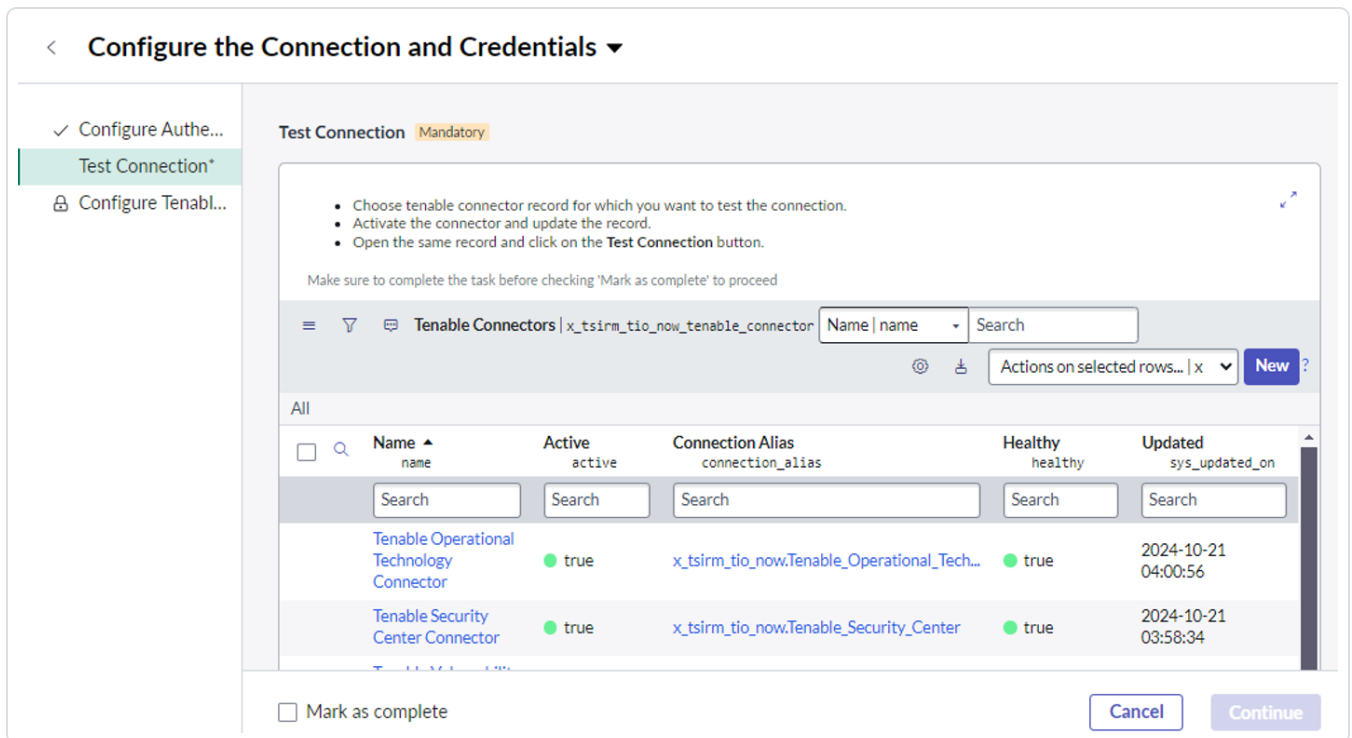 Configure the Connection and Credentials
Configure Authe...
Test Connection*
Configure Tenabl...
Test Connection Mandatory
Choose tenable connector record for which you want to test the connection.
Activate the connector and update the record.
Open the same record and click on the Test Connection button.
Make sure to complete the task before checking 'Mark as complete' to proceed
Tenable Connectors | x_tsirm_tio_now_tenable_connector Name | name Search
Actions on selected rows... | x New ?
All
Name Active Connection Alias Healthy Updated
name active connection_alias healthy sys_updated_on
Search Search Search Search Search
Tenable Operational
Technology
Connector
true x_tsirm_tio_now.Tenable_Operational_Tech... true
2024-10-21
04:00:56
Tenable Security
Center Connector
true x_tsirm_tio_now.Tenable_Security_Center true
2024-10-21
03:58:34
Mark as complete Cancel Continue